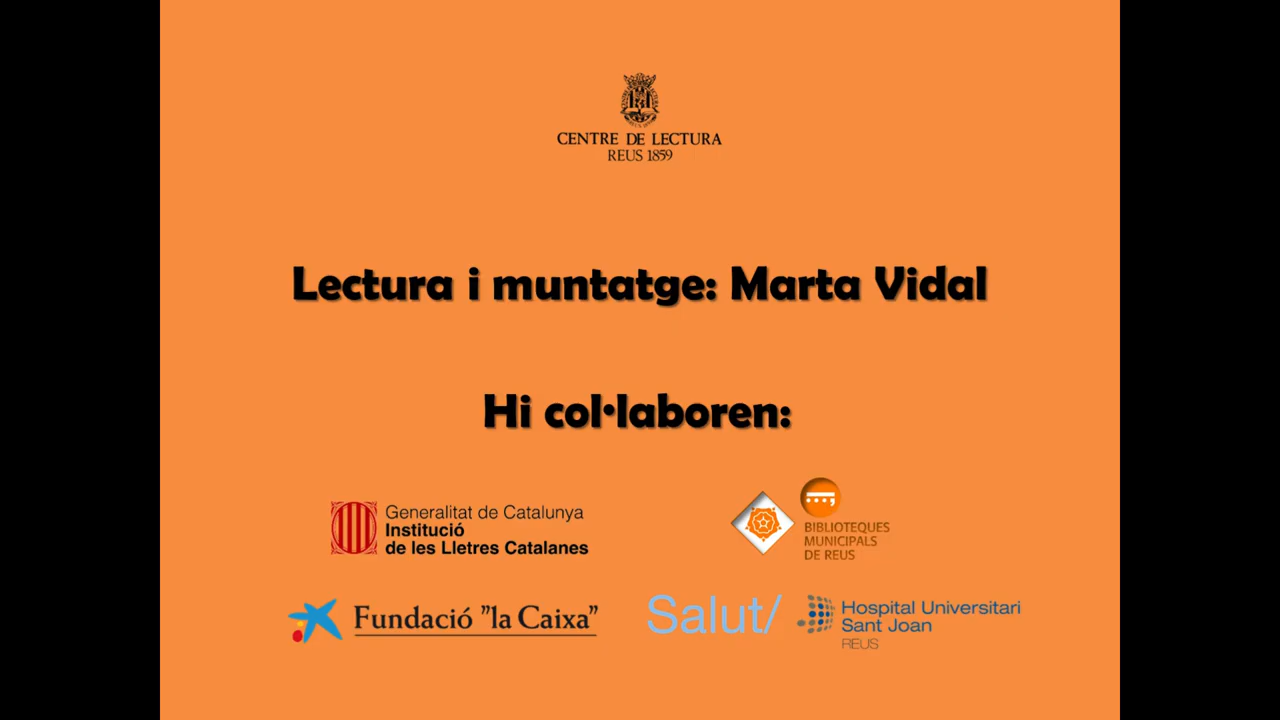 CENTRE DE LECTURA
REUS 1859
Lectura i muntatge: Marta Vidal
Hi col·laboren:
Generalitat de Catalunya
Institució
de les Lletres Catalanes
BIBLIOTEQUES
MUNICIPALS
DE REUS
Fundació "la Caixa"
Salut/
Hospital Universitari
Sant Joan
REUS